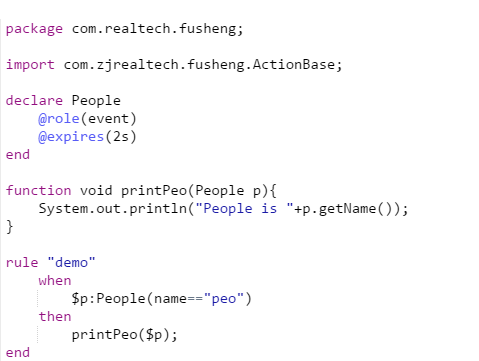 package com.realtech.fusheng;
import com.zjrealtech.fusheng.ActionBase;
declare People
@role(event)
@expires(2s)
end
function void printPeo(People p){
System.out.println("People is "+p.getName());
}
rule "demo"
when
$p:People(name=="peo")
then
printPeo($p);
end